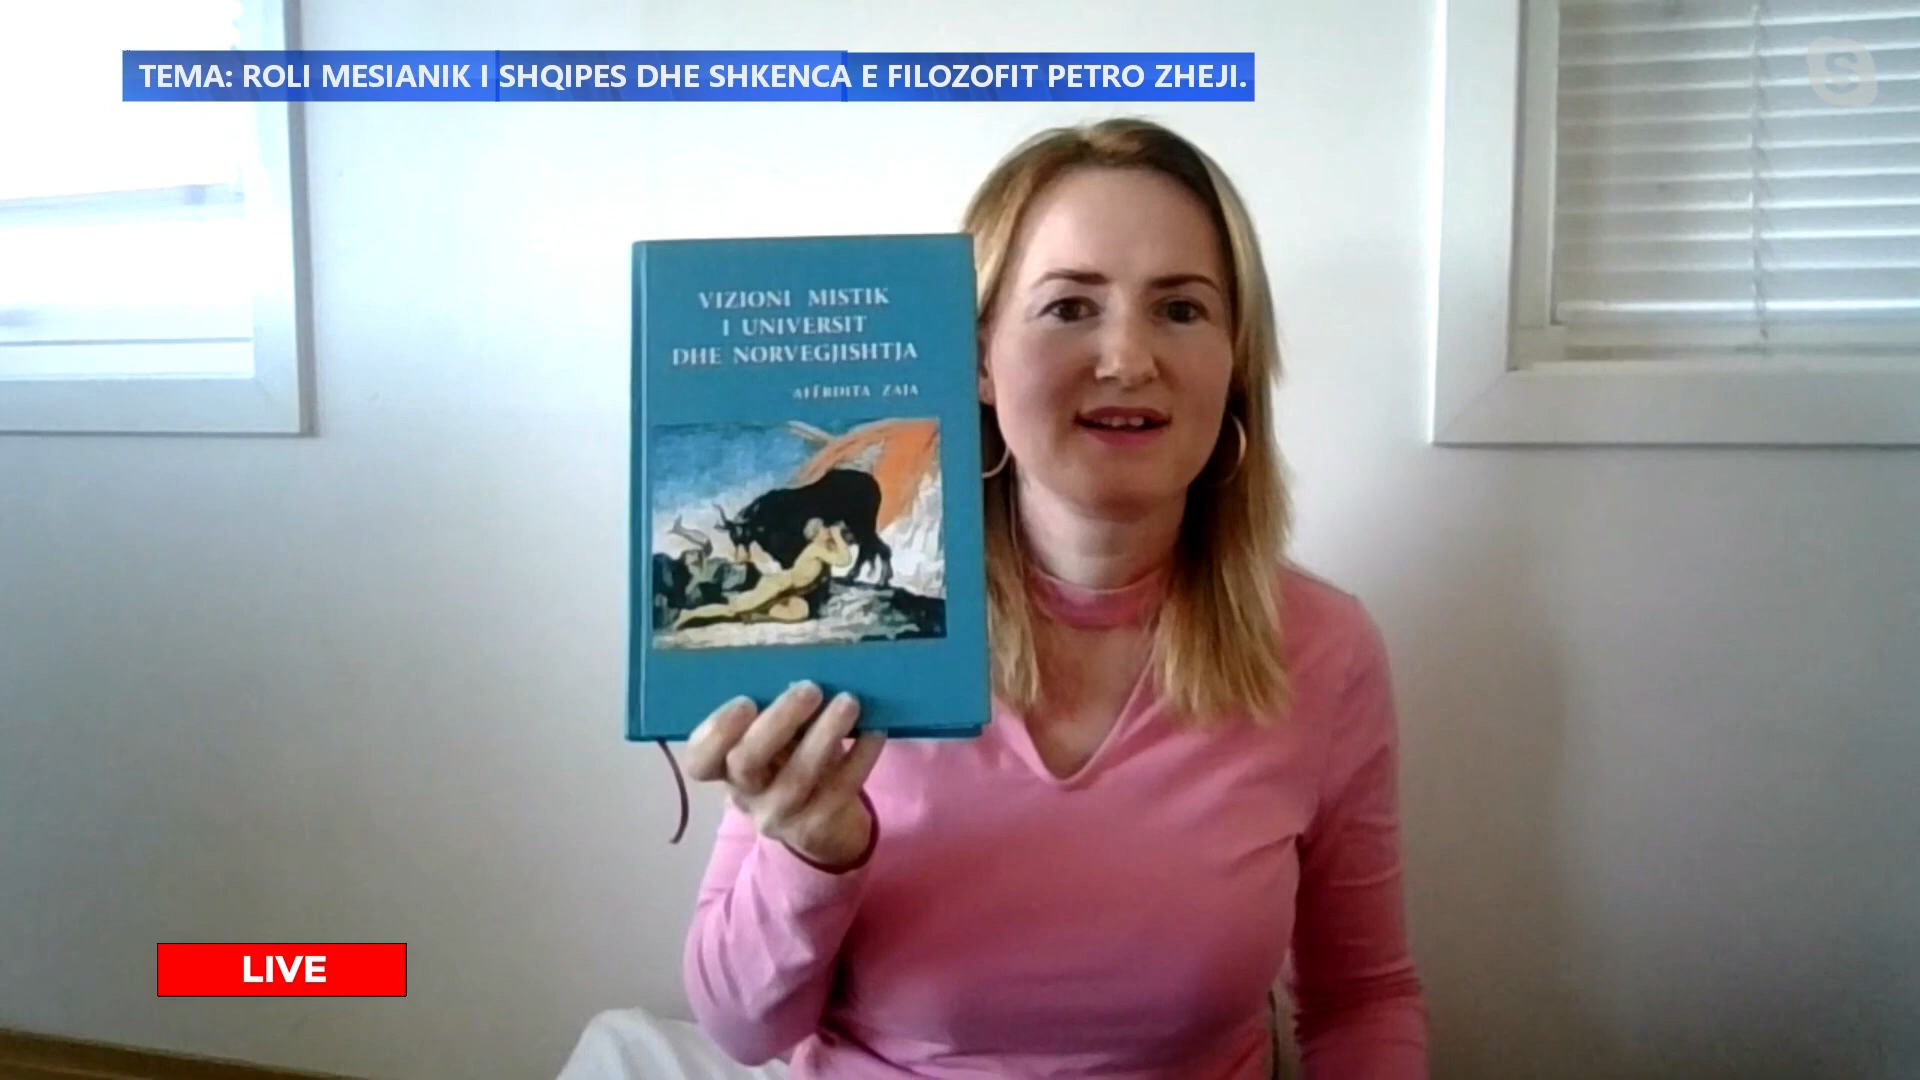 TEMA: ROLI MESIANIK I SHQIPES DHE SHKENCA E FILOZOFIT PETRO ZHEJI.
VIZIONI MISTIK
I UNIVERSIT
DHE NORVEGJISHTJA
AFËRDITA ZAJA
LIVE